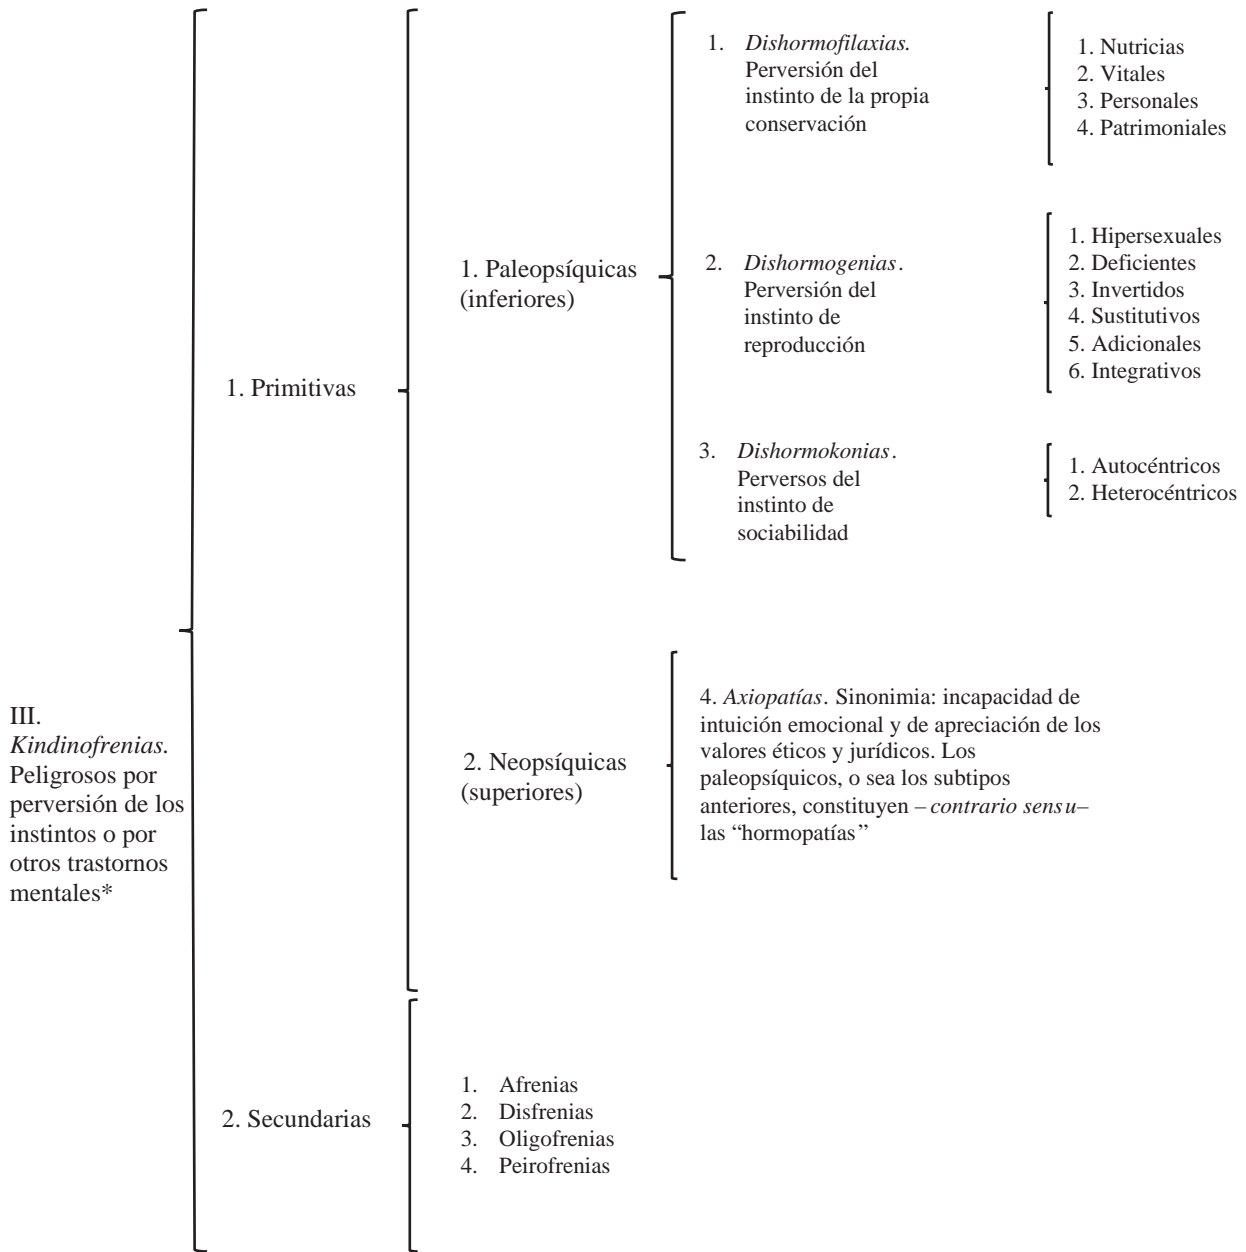 III.
Kindinofrenias.
Peligrosos por
perversión de los
instintos o por
otros trastornos
mentales*
1. Primitivas
1. Paleopsíquicas
(inferiores)
1. Dishormofilaxias.
Perversión del
instinto de la propia
conservación
1. Nutricias
2. Vitales
3. Personales
4. Patrimoniales
2. Dishormogenias.
Perversión del
instinto de
reproducción
1. Hipersexuales
2. Deficientes
3. Invertidos
4. Sustitutivos
5. Adicionales
6. Integrativos
3. Dishormokonias.
Perversos del
instinto de
sociabilidad
1. Autocéntricos
2. Heterocéntricos
2. Neopsíquicas
(superiores)
4. Axiopatías. Sinonimia: incapacidad de
intuición emocional y de apreciación de los
valores éticos y jurídicos. Los
paleopsíquicos, o sea los subtipos
anteriores, constituyen –contrario sensu–
las “hormopatías”
2. Secundarias
1. Afrenias
2. Disfrenias
3. Oligofrenias
4. Peirofrenias